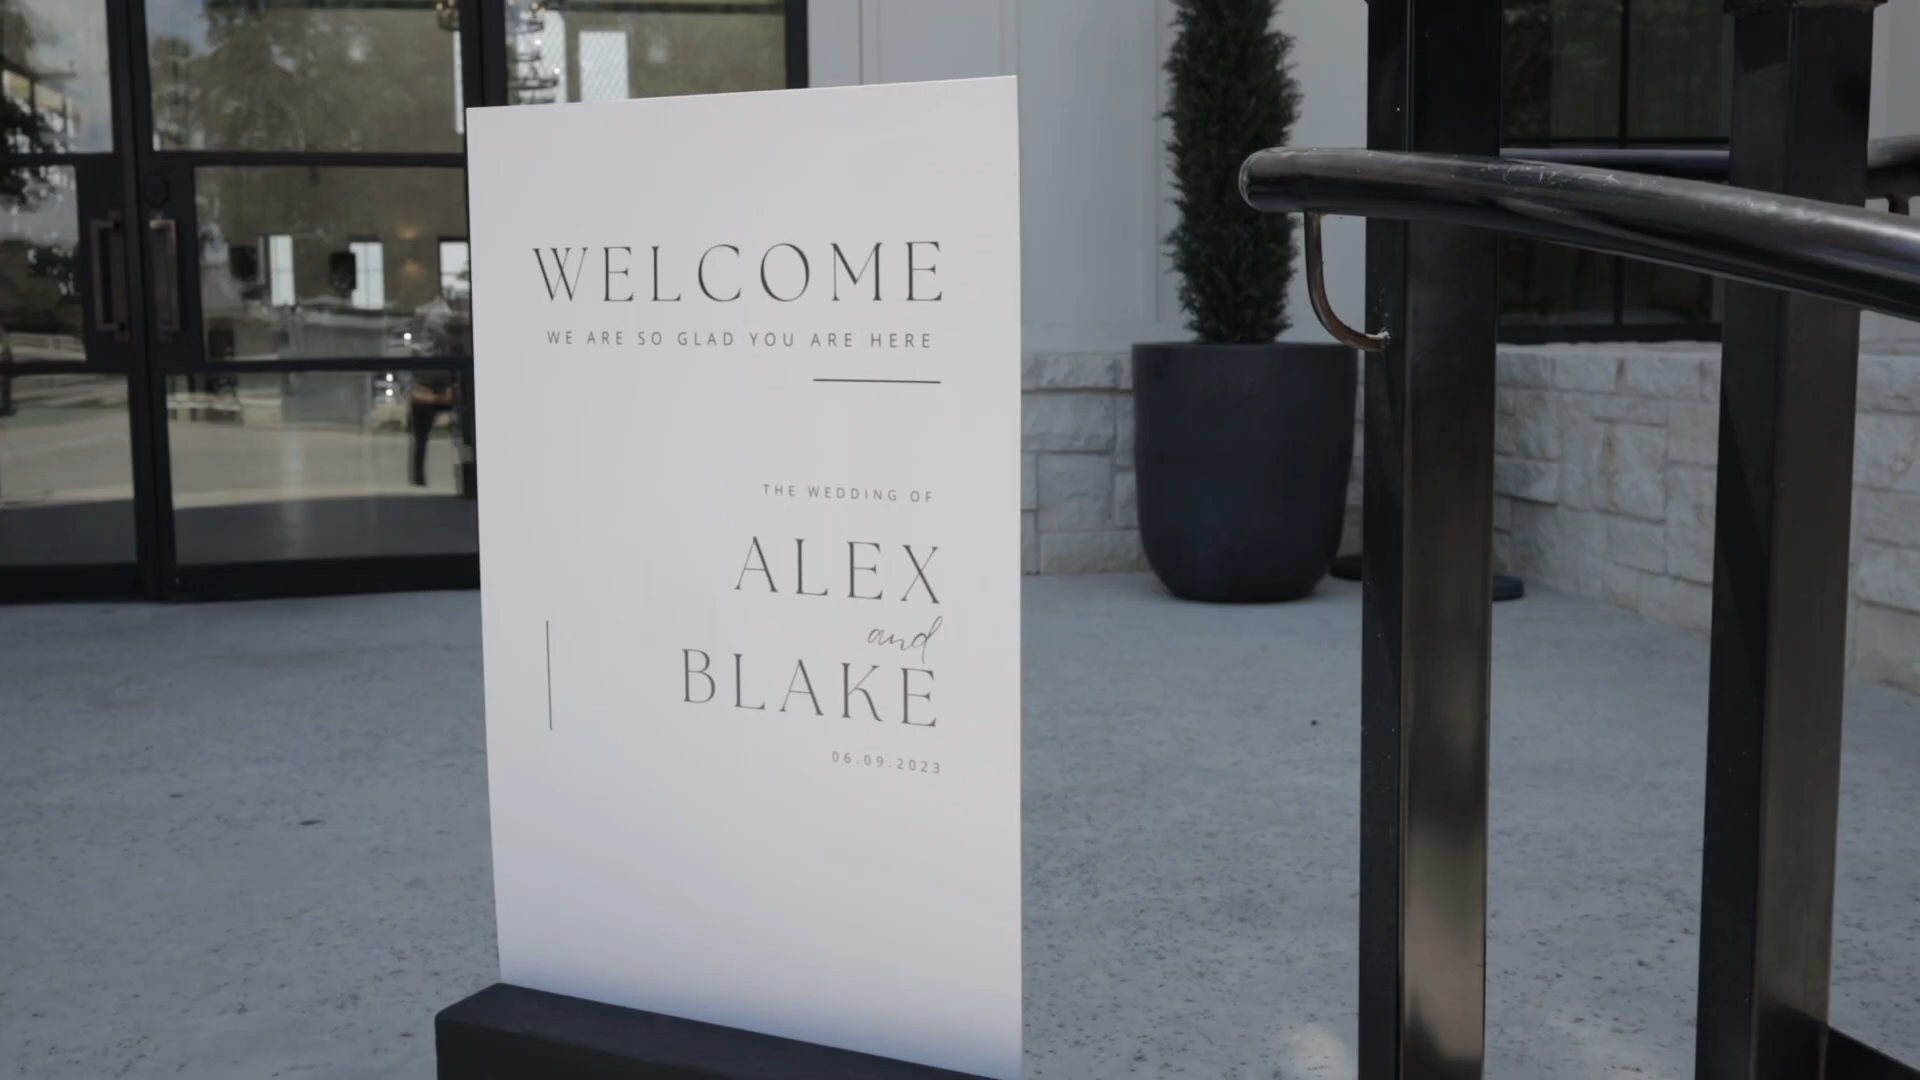 WELCOME
WE ARE SO GLAD YOU ARE HERE
THE WEDDING OF
ALEX
and
BLAKE
06.09.2023